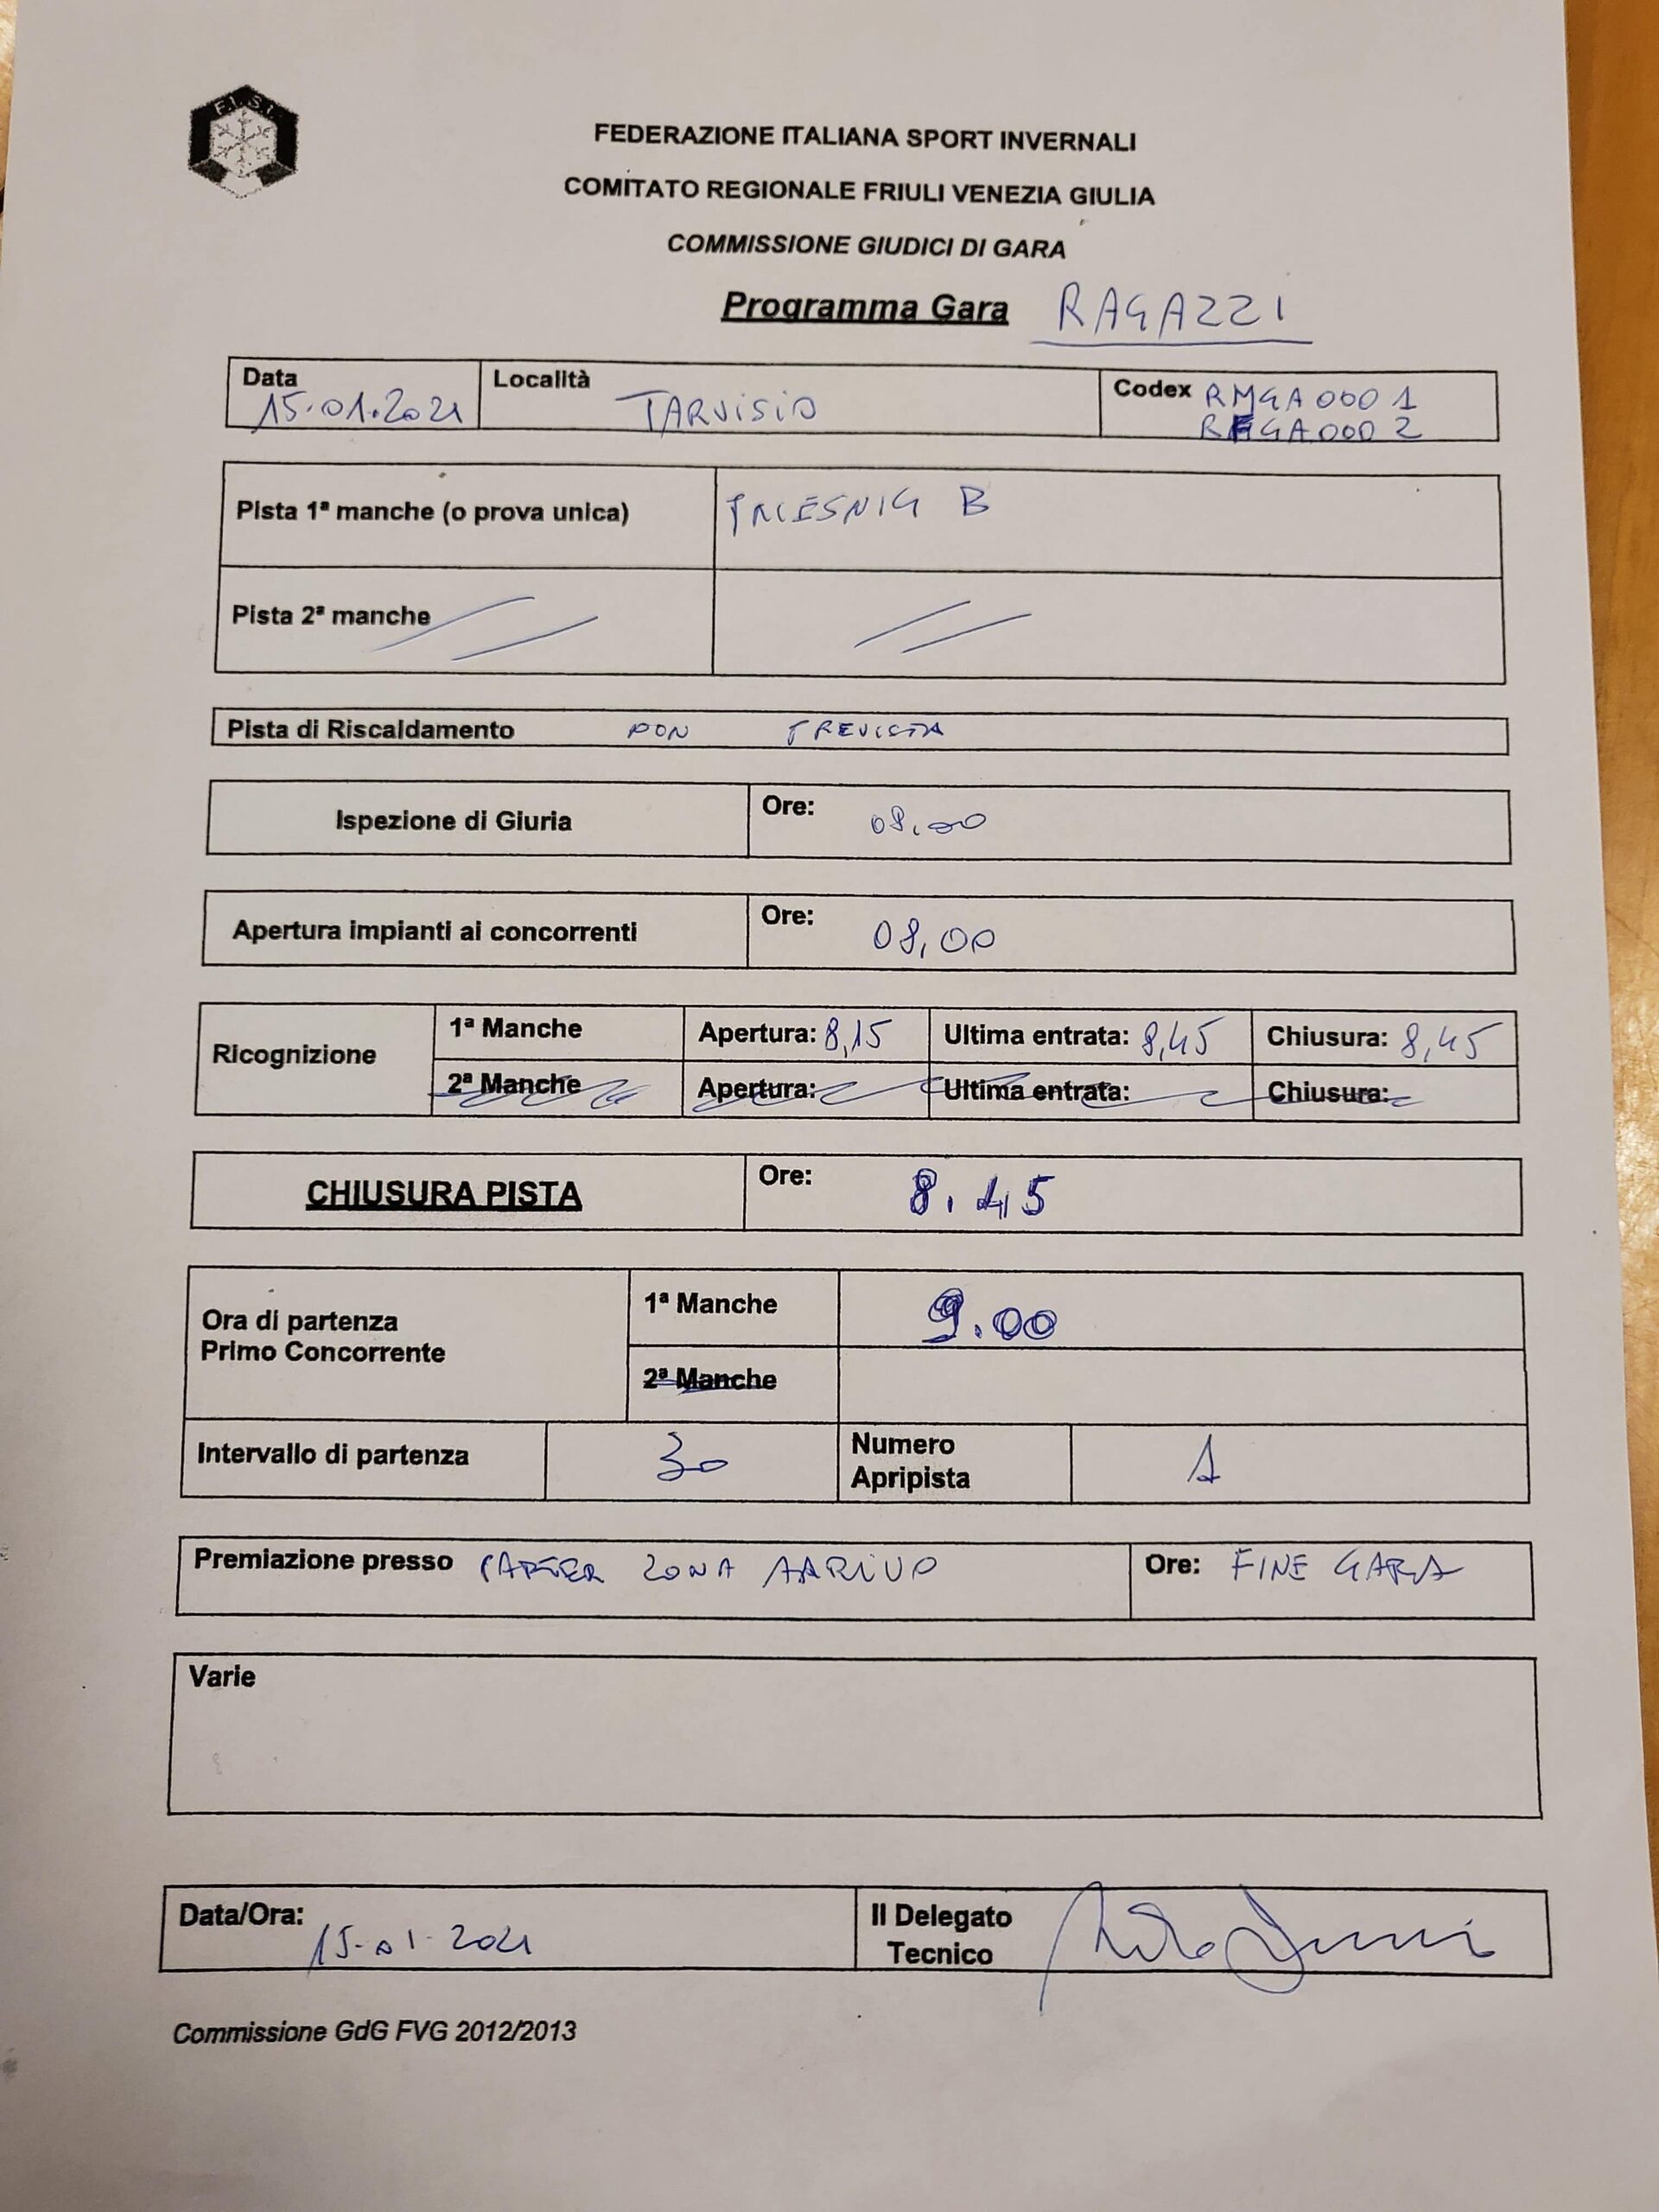 F.I.S.I.
FEDERAZIONE ITALIANA SPORT INVERNALI
COMITATO REGIONALE FRIULI VENEZIA GIULIA
COMMISSIONE GIUDICI DI GARA
Programma Gara RAGAZZI
Data 15.01.2021 Località TARVISIO Codex RMGA0001
RFGA0002
Pista 1ª manche (o prova unica) PRIESNIG B
Pista 2ª manche
Pista di Riscaldamento NON PREVISTA
Ispezione di Giuria Ore: 08.00
Apertura impianti ai concorrenti Ore: 08,00
Ricognizione 1ª Manche Apertura: 8,15 Ultima entrata: 8,45 Chiusura: 8,45
2ª Manche Apertura: Ultima entrata: Chiusura:
CHIUSURA PISTA Ore: 8.45
Ora di partenza Primo Concorrente 1ª Manche 9.00
2ª Manche
Intervallo di partenza 30 Numero Apripista 1
Premiazione presso PARTER ZONA ARRIVO Ore: FINE GARA
Varie
Data/Ora: 15-01-2021 Il Delegato Tecnico
Commissione GdG FVG 2012/2013